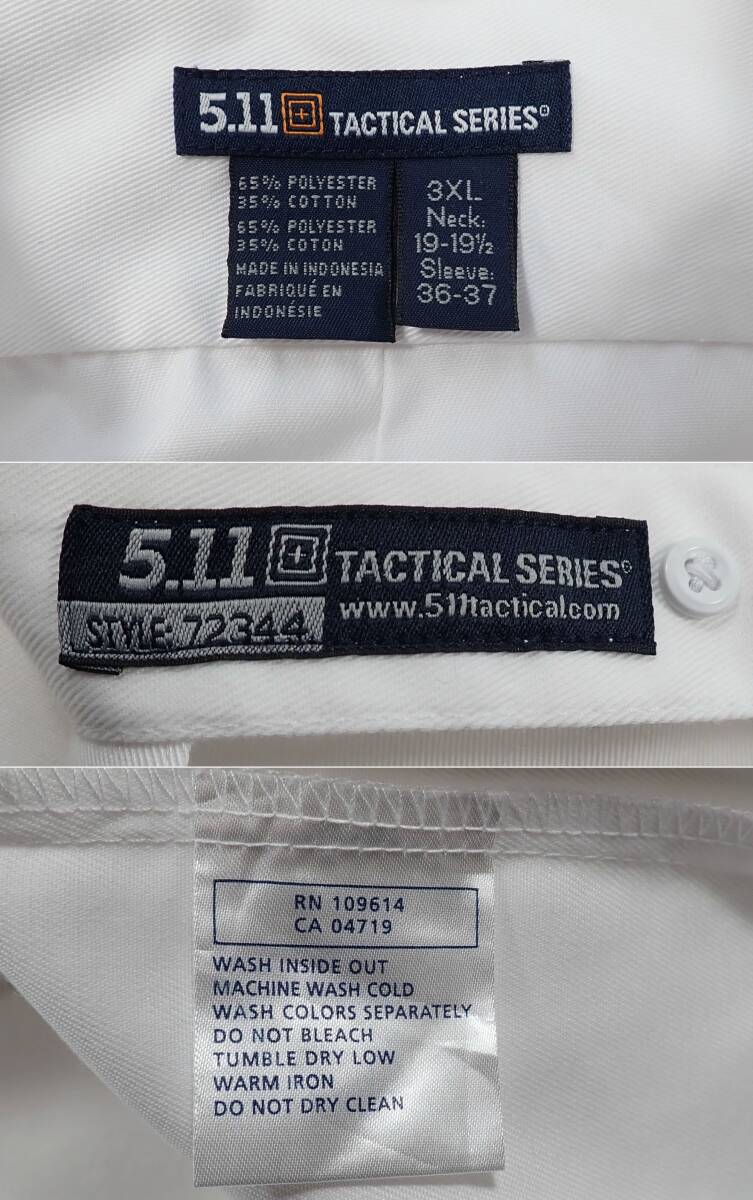 5.11 TACTICAL SERIES®
65% POLYESTER
35% COTTON
65% POLYESTER
35% COTON
MADE IN INDONESIA
FABRIQUÉ EN
INDONÉSIE
3XL
Neck:
19-19½
Sleeve:
36-37
5.11 TACTICAL SERIES®
STYLE: 72344
www.511tactical.com
RN 109614
CA 04719
WASH INSIDE OUT
MACHINE WASH COLD
WASH COLORS SEPARATELY
DO NOT BLEACH
TUMBLE DRY LOW
WARM IRON
DO NOT DRY CLEAN